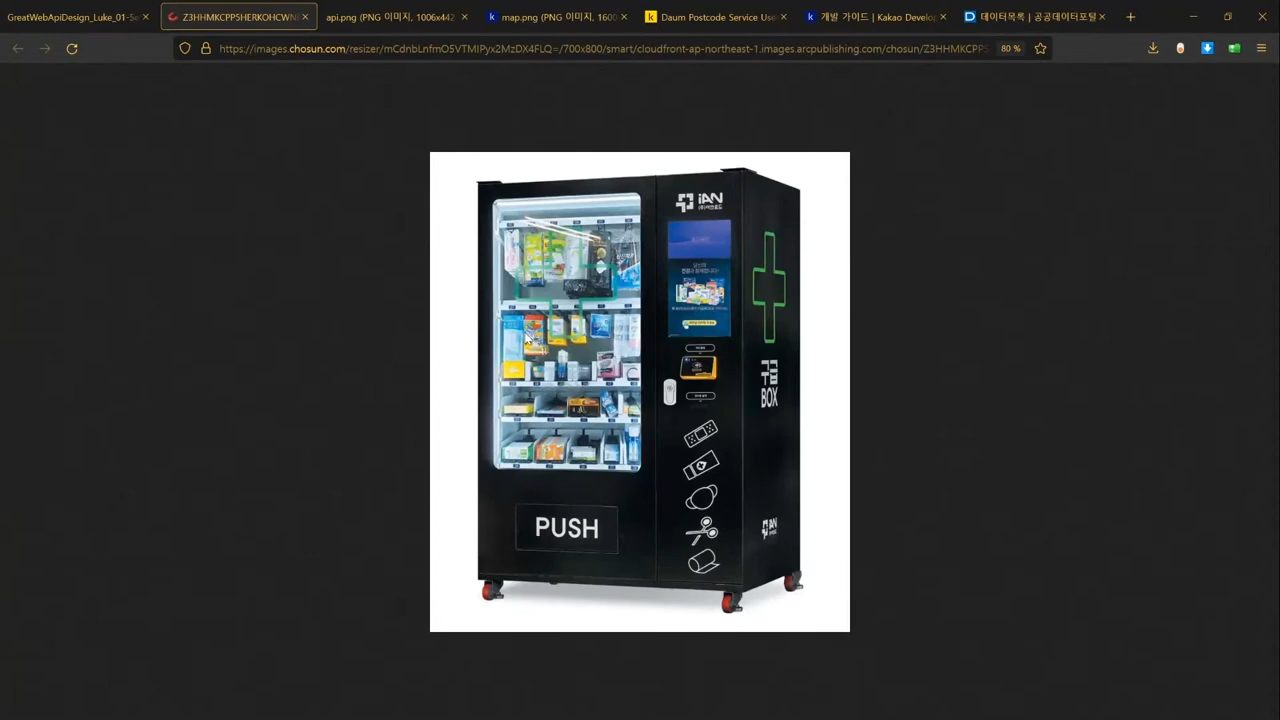 GreatWebApiDesign_Luke_01-Se
Z3HHMKCPP5HERKOHCWNE
api.png (PNG 이미지, 1006x442
map.png (PNG 이미지, 1600
Daum Postcode Service Use
개발 가이드 | Kakao Develop
데이터목록 | 공공데이터포털
https://images.chosun.com/resizer/mCdnbLnfmO5VTMIPyx2MzDX4FLQ=/700x800/smart/cloudfront-ap-northeast-1.images.arcpublishing.com/chosun/Z3HHMKCPP5
80 %
iAN
구급
BOX
PUSH
iAN